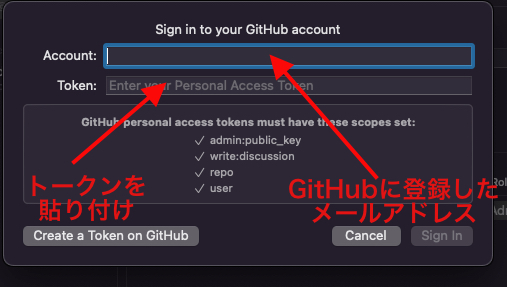 Sign in to your GitHub account
Account:
Token: Enter your Personal Access Token
GitHub personal access tokens must have these scopes set:
✓ admin:public_key
✓ write:discussion
✓ repo
✓ user
トークンを
貼り付け
GitHubに登録した
メールアドレス
Create a Token on GitHub
Cancel
Sign In